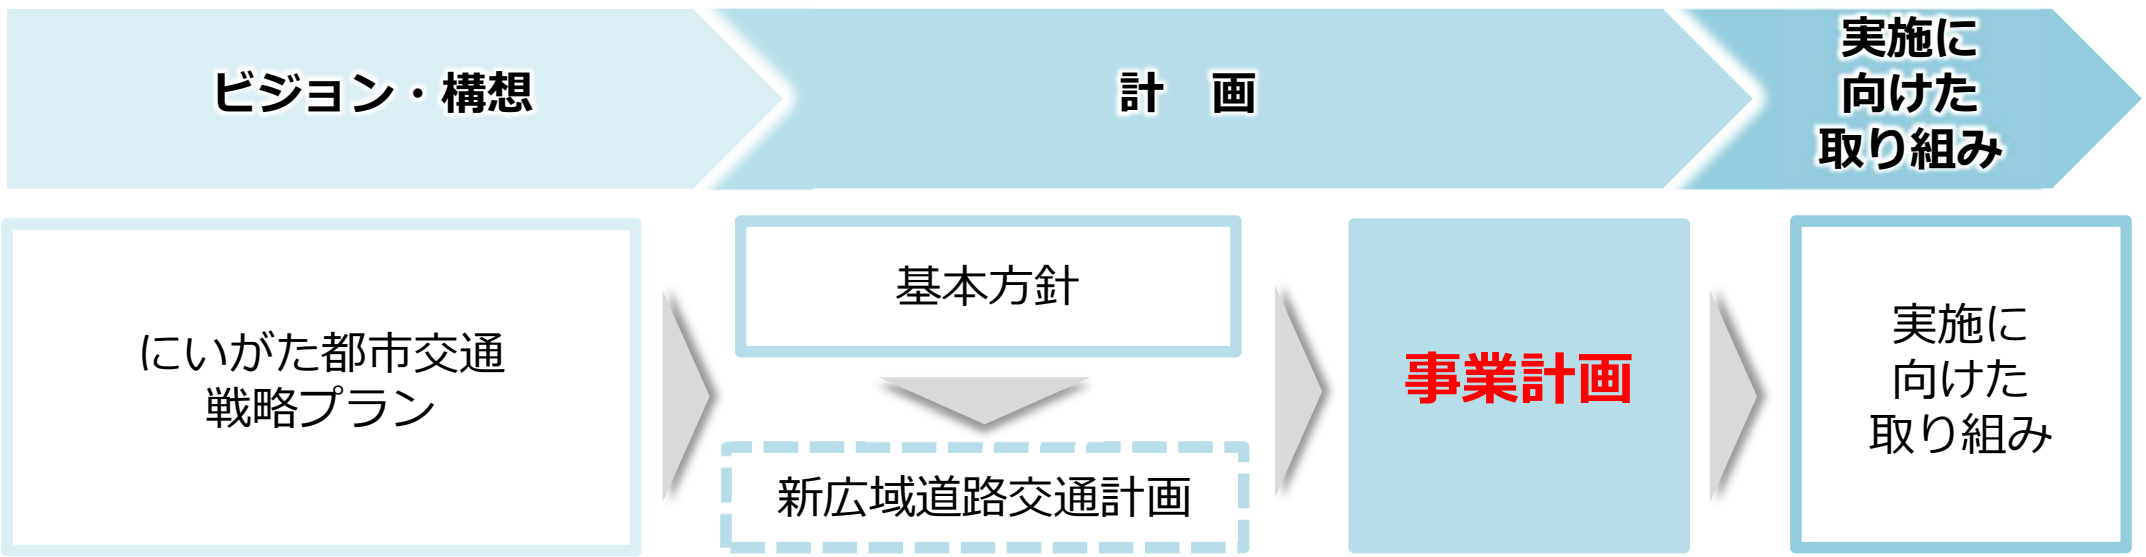 ビジョン・構想
計　画
実施に
向けた
取り組み
にいがた都市交通
戦略プラン
基本方針
新広域道路交通計画
事業計画
実施に
向けた
取り組み